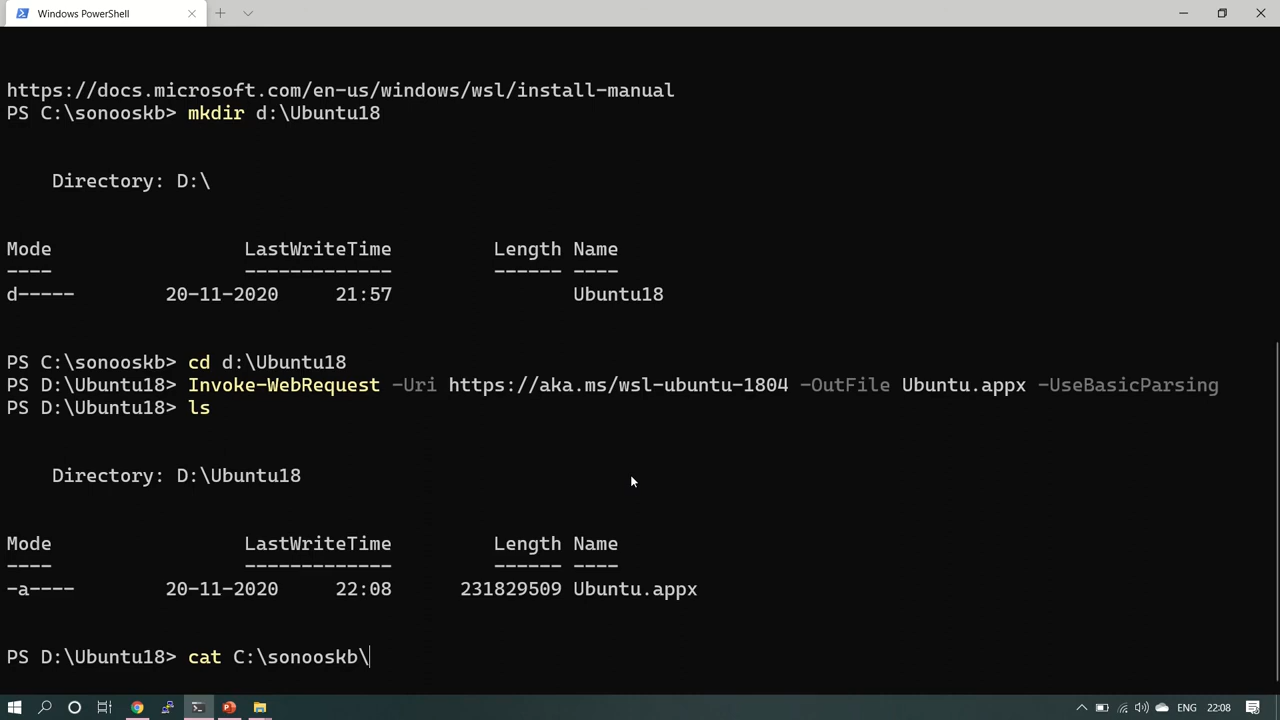 Windows PowerShell
https://docs.microsoft.com/en-us/windows/wsl/install-manual
PS C:\sonooskb> mkdir d:\Ubuntu18
Directory: D:\
Mode LastWriteTime Length Name
---- ------------- ------ ----
d----- 20-11-2020 21:57 Ubuntu18
PS C:\sonooskb> cd d:\Ubuntu18
PS D:\Ubuntu18> Invoke-WebRequest -Uri https://aka.ms/wsl-ubuntu-1804 -OutFile Ubuntu.appx -UseBasicParsing
PS D:\Ubuntu18> ls
Directory: D:\Ubuntu18
Mode LastWriteTime Length Name
---- ------------- ------ ----
-a---- 20-11-2020 22:08 231829509 Ubuntu.appx
PS D:\Ubuntu18> cat C:\sonooskb\
ENG 22:08